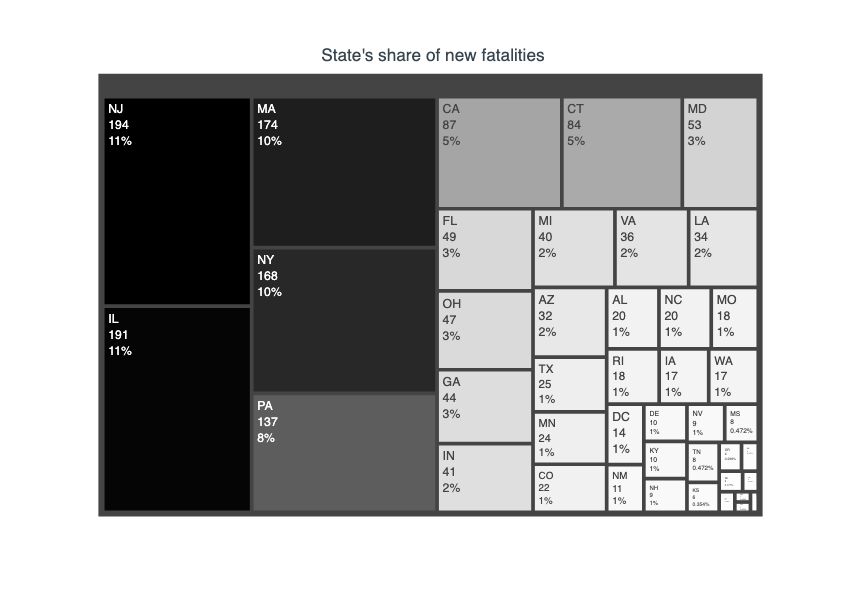 State's share of new fatalities
NJ
194
11%
IL
191
11%
MA
174
10%
NY
168
10%
PA
137
8%
CA
87
5%
CT
84
5%
MD
53
3%
FL
49
3%
OH
47
3%
GA
44
3%
IN
41
2%
MI
40
2%
VA
36
2%
LA
34
2%
AZ
32
2%
TX
25
1%
MN
24
1%
CO
22
1%
AL
20
1%
NC
20
1%
MO
18
1%
RI
18
1%
IA
17
1%
WA
17
1%
DC
14
1%
NM
11
1%
DE
10
1%
KY
10
1%
NH
9
1%
NV
9
1%
MS
8
0.472%
TN
8
0.472%
KS
6
0.354%